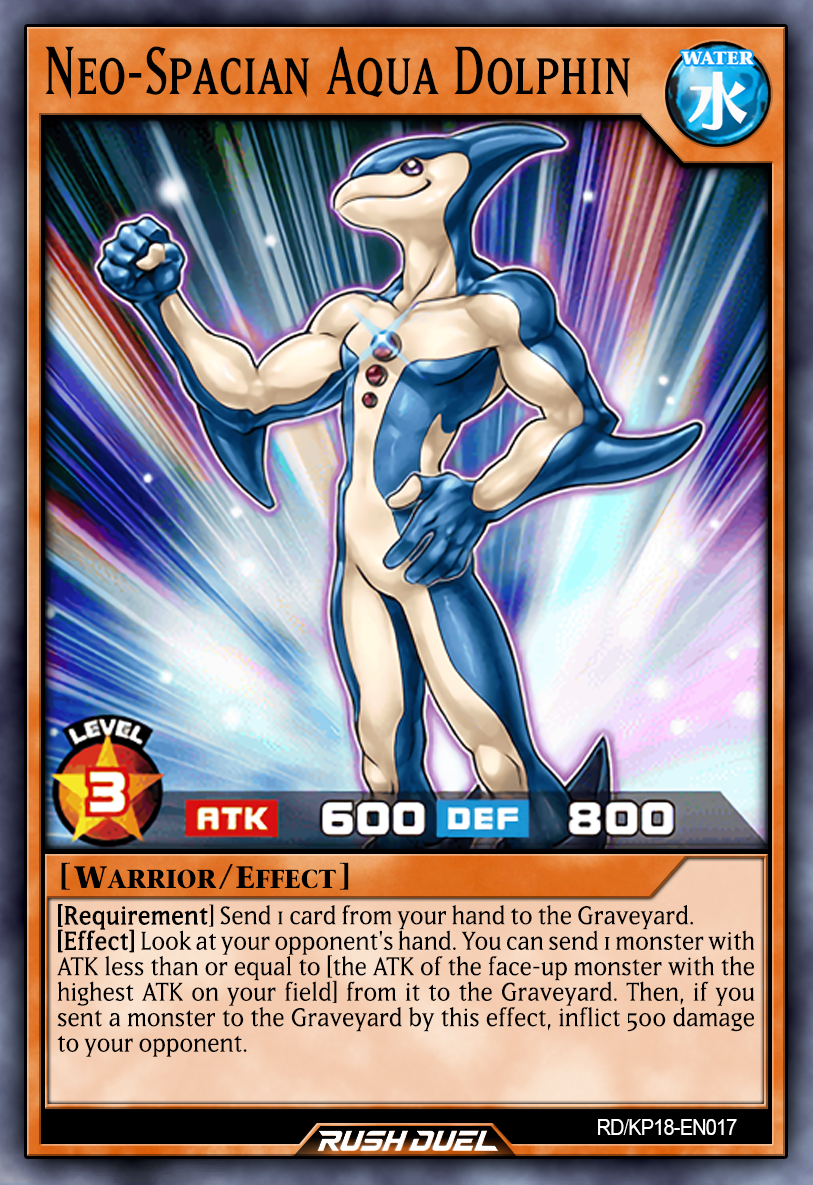 Neo-Spacian Aqua Dolphin
WATER
水
LEVEL
3
ATK 600 DEF 800
[Warrior/Effect]
[Requirement] Send 1 card from your hand to the Graveyard.
[Effect] Look at your opponent's hand. You can send 1 monster with
ATK less than or equal to [the ATK of the face-up monster with the
highest ATK on your field] from it to the Graveyard. Then, if you
sent a monster to the Graveyard by this effect, inflict 500 damage
to your opponent.
RD/KP18-EN017
RUSH DUEL